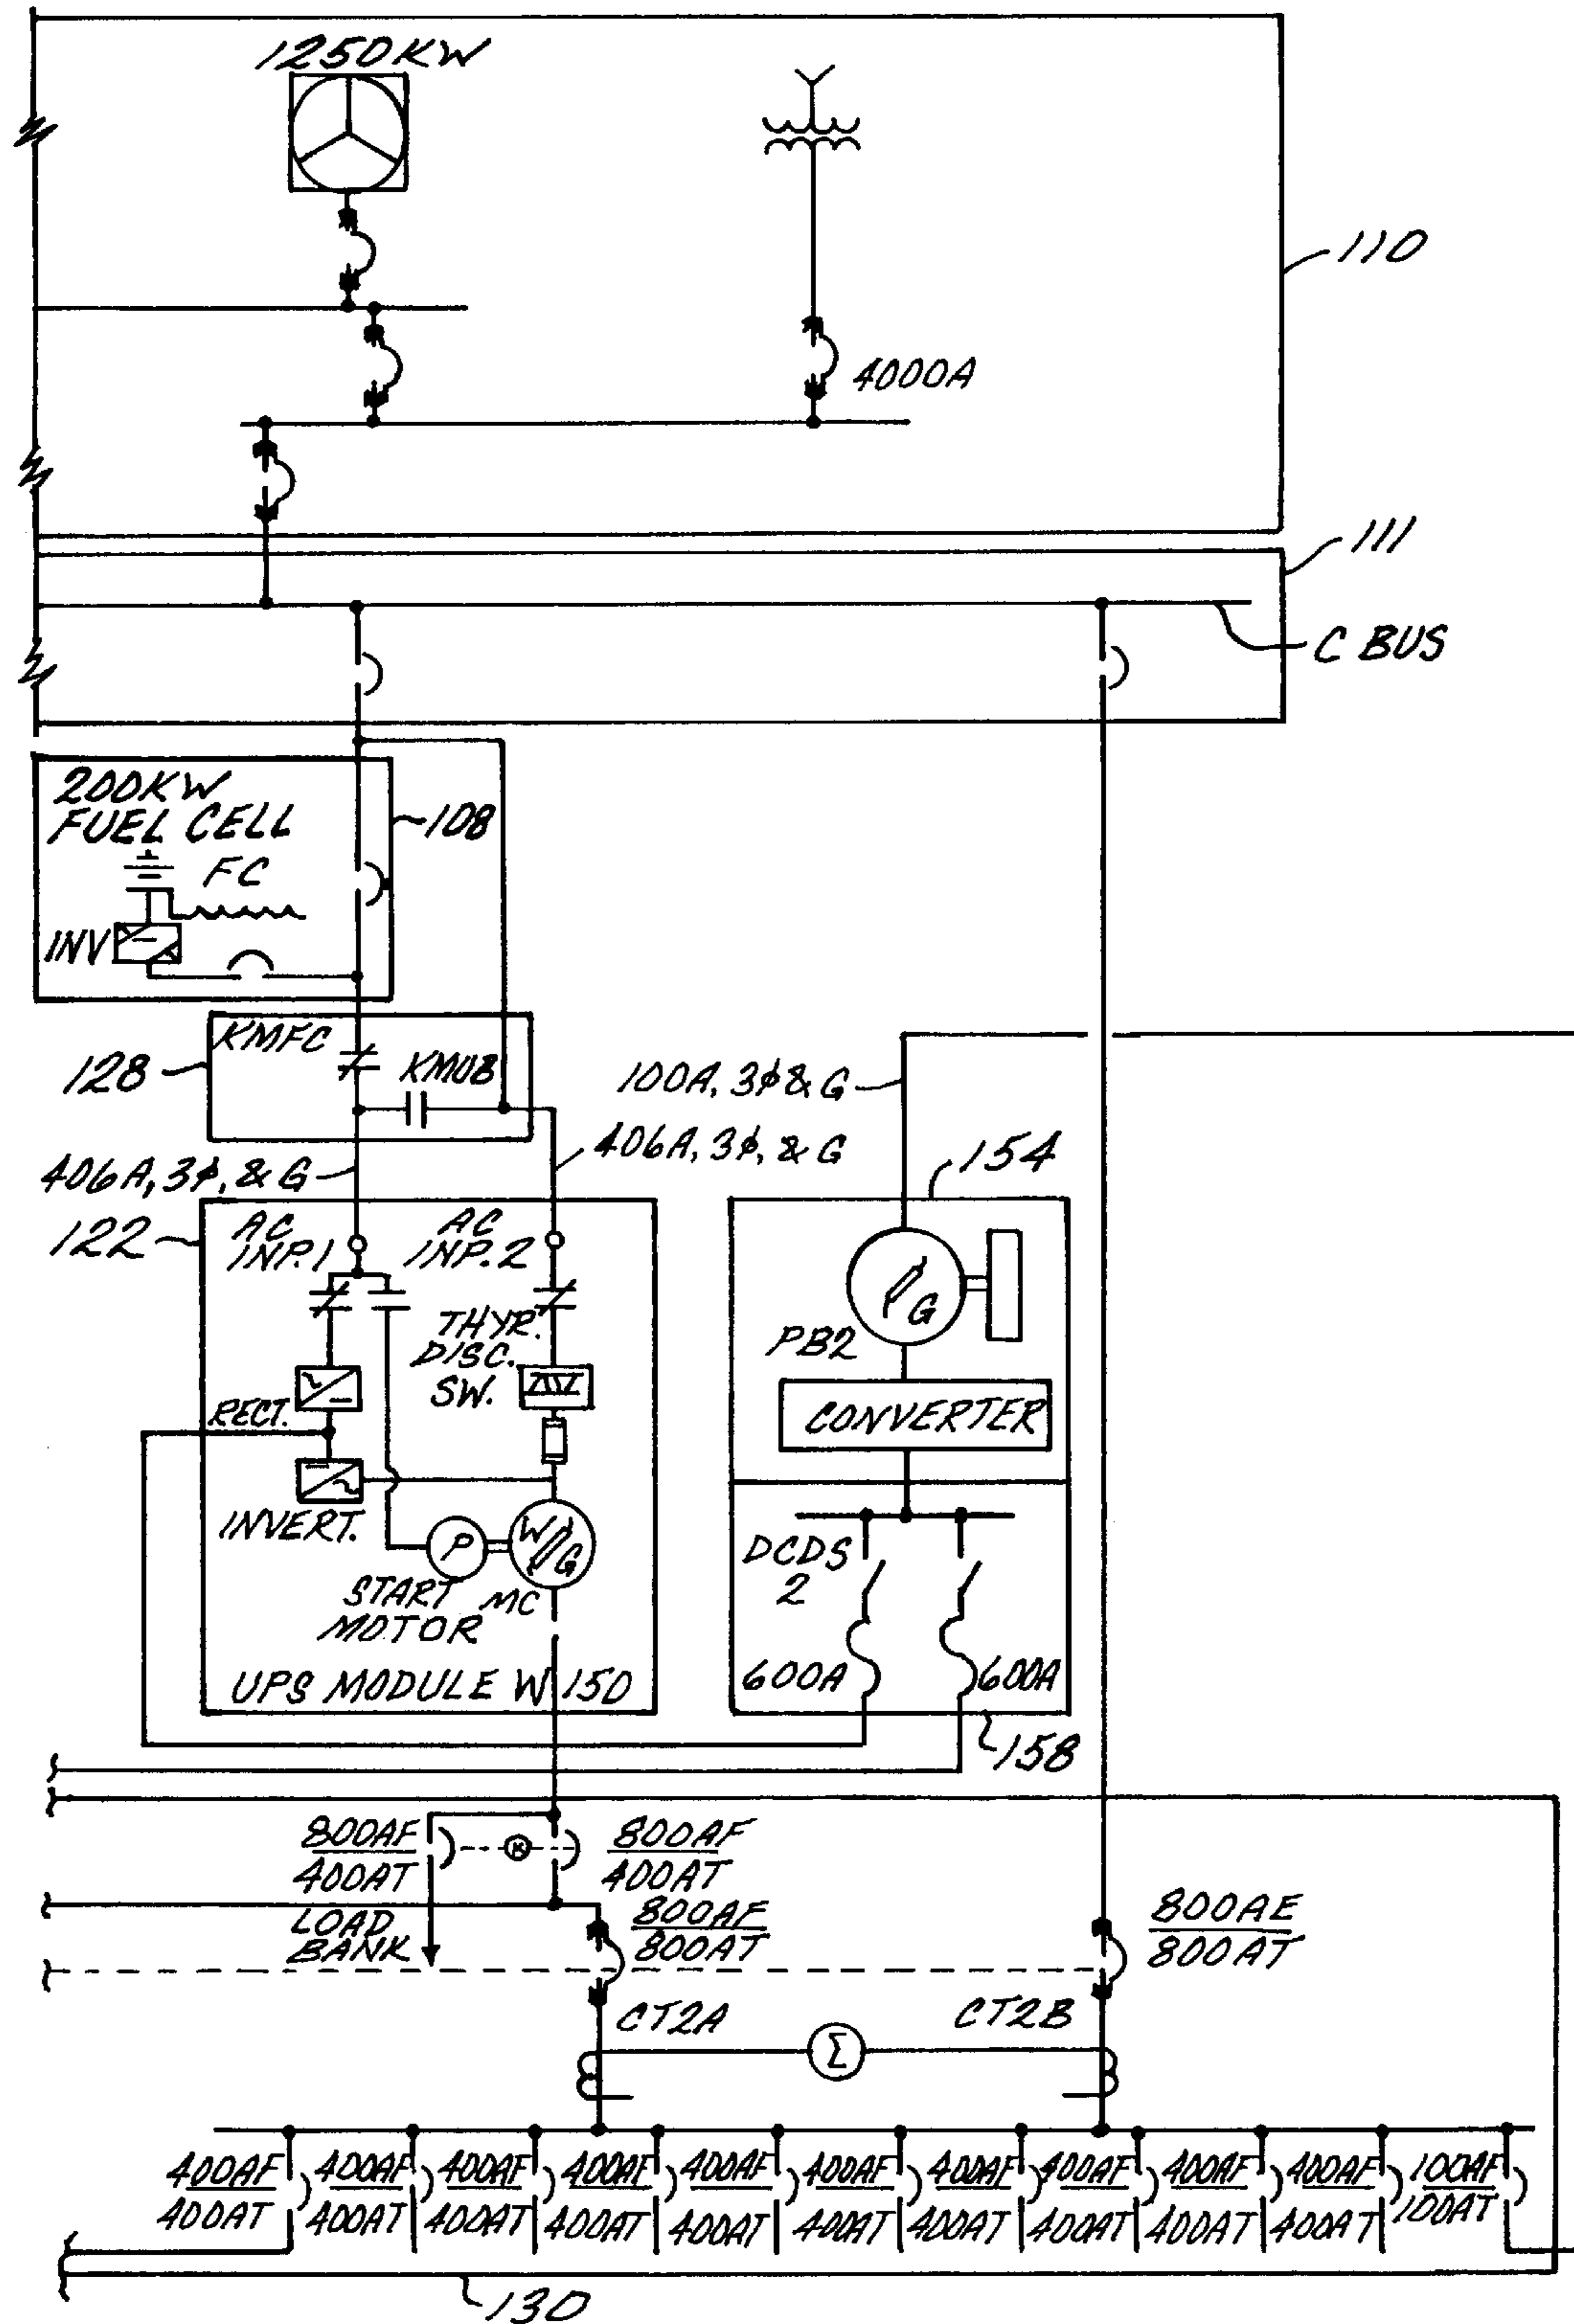 1250KW
110
4000A
111
C BUS
200KW
FUEL CELL
108
FC
INV
KMFC
128
KMUB
100A, 3ϕ & G
406A, 3ϕ, & G
406A, 3ϕ, & G
154
122
AC
INP. 1
AC
INP. 2
THYR.
DISC.
SW.
G
PB2
CONVERTER
RECT.
INVERT.
P
W/G
START
MOTOR
MC
DCDS
2
600A
600A
UPS MODULE W 150
158
800AF
400AT
K
800AF
400AT
LOAD
BANK
800AF
800AT
800AE
800AT
CT2A
CT2B
Σ
400AF 400AF 400AF 400AF 400AF 400AF 400AF 400AF 400AF 400AF 100AF
400AT 400AT 400AT 400AT 400AT 400AT 400AT 400AT 400AT 400AT 100AT
130